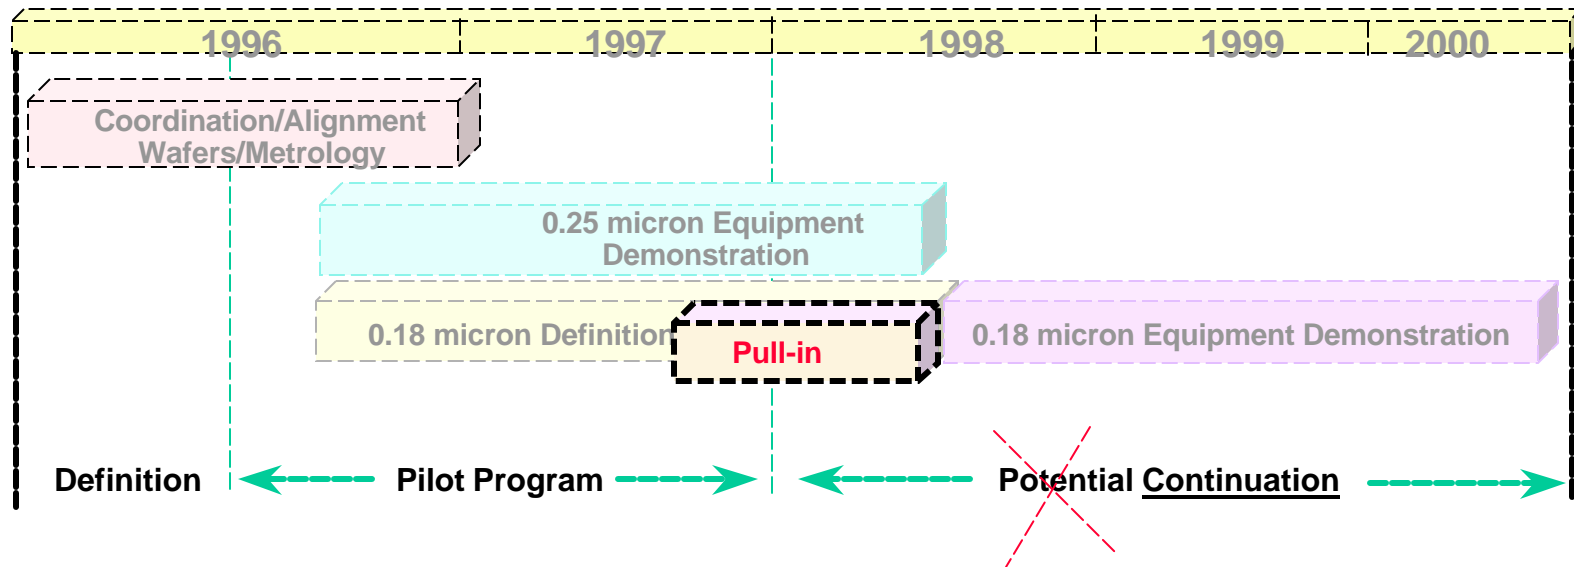 1996 1997 1998 1999 2000
Coordination/Alignment
Wafers/Metrology
0.25 micron Equipment
Demonstration
0.18 micron Definition
Pull-in
0.18 micron Equipment Demonstration
Definition
Pilot Program
Potential Continuation